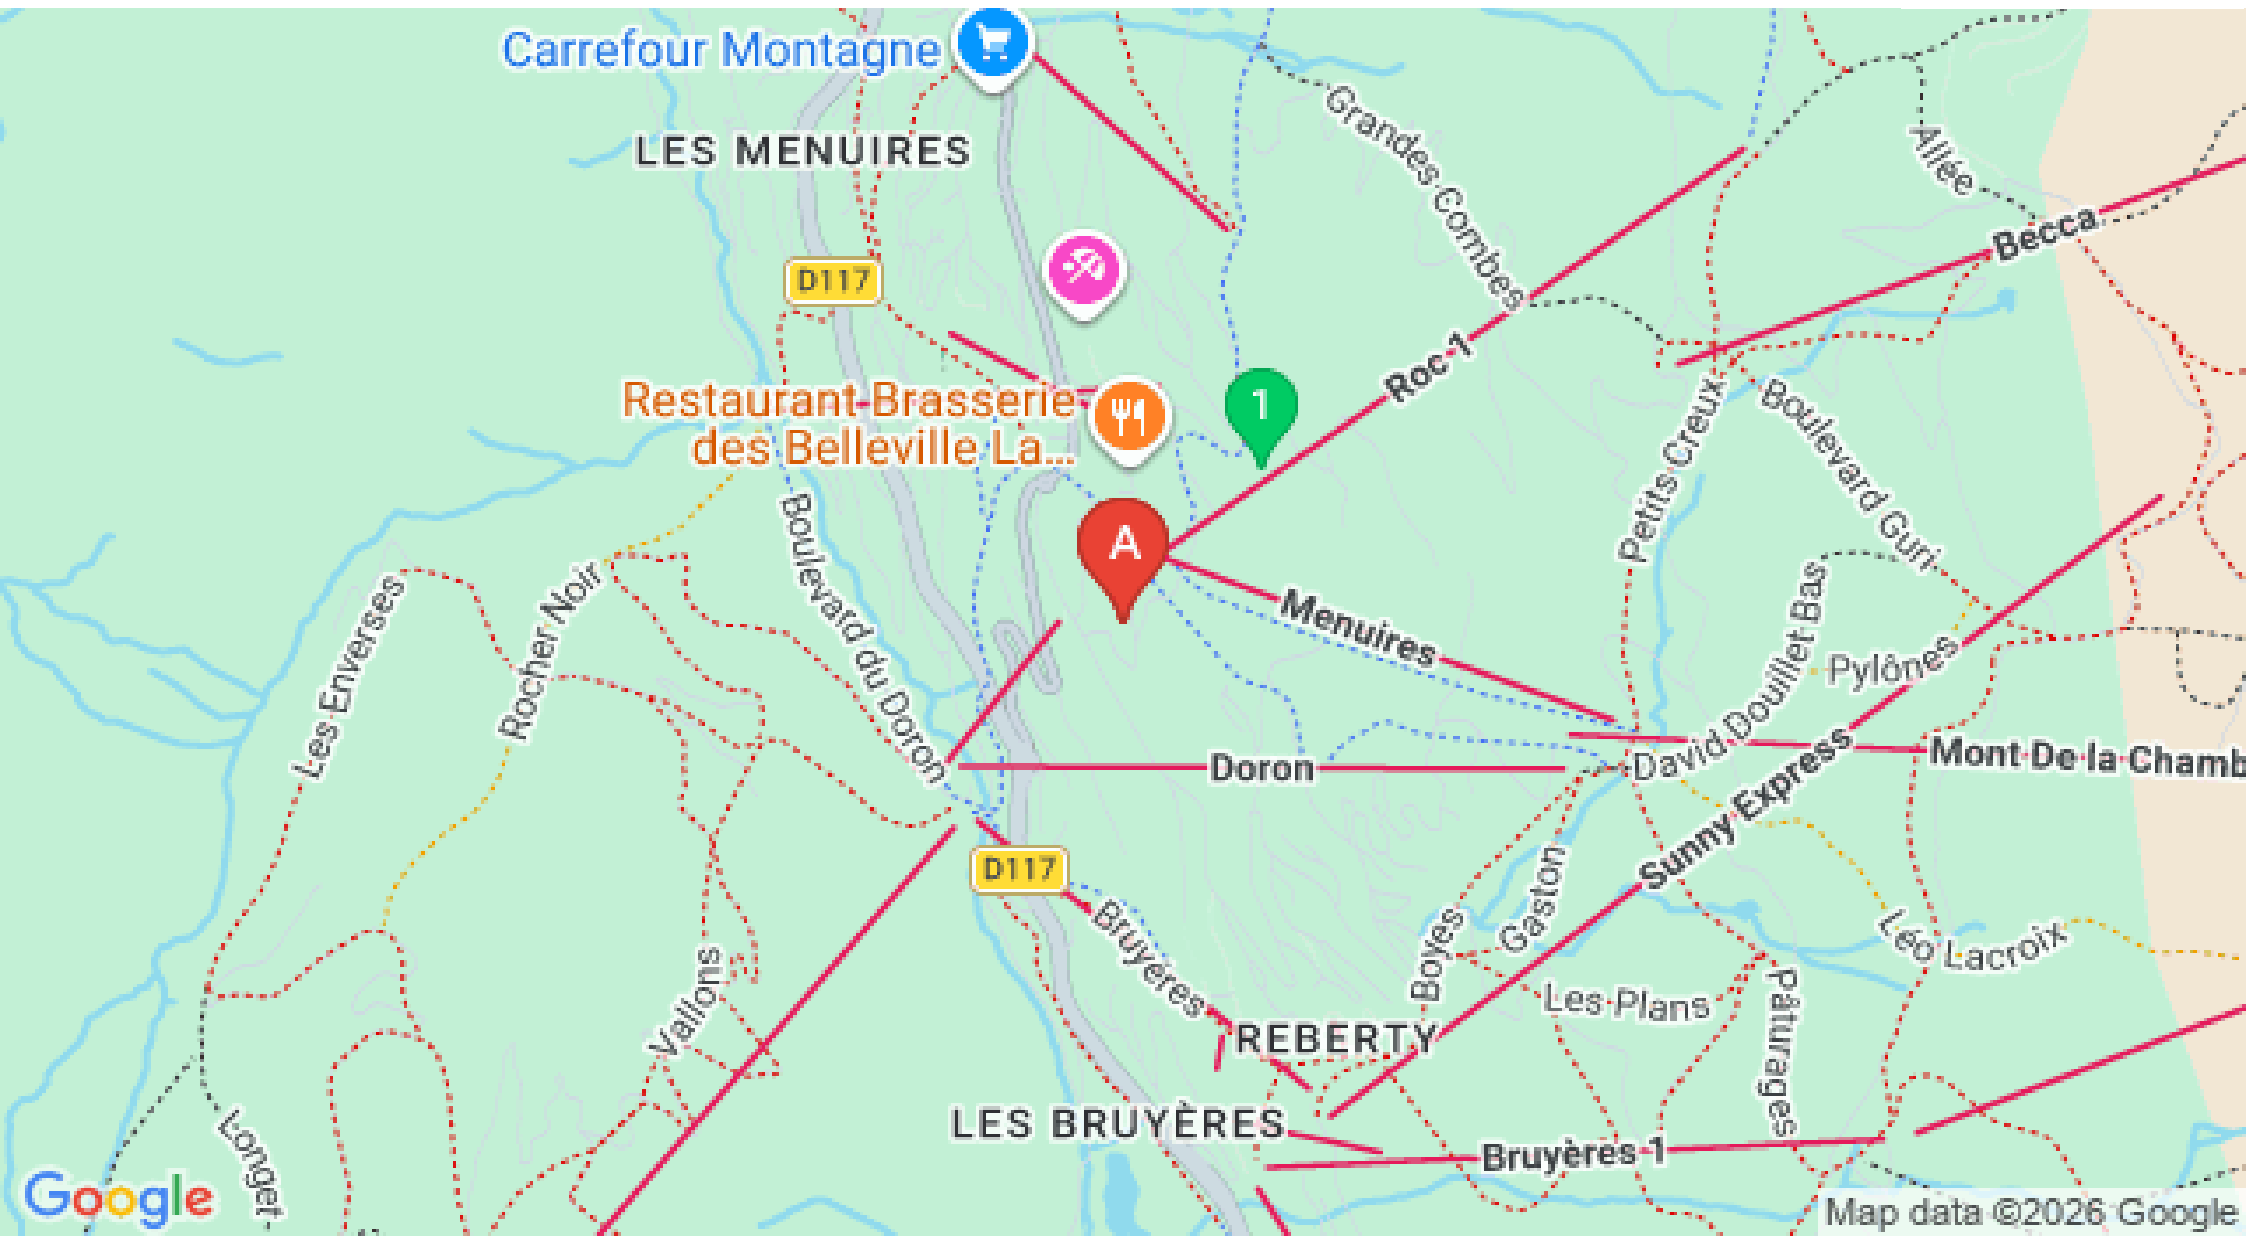 Carrefour Montagne
LES MENUIRES
Grandes Combes
Allée
Becca
D117
Roc 1
Restaurant Brasserie
des Belleville La...
1
A
Petits Creux
Boulevard Guri
Boulevard du Doron
Rocher Noir
Les Enverses
Menuires
David Douillet Bas
Pylônes
Doron
Mont De la Chamb
Sunny Express
D117
Bruyères
Vallons
Boyes
Gaston
Léo Lacroix
Les Plans
Pâturages
REBERTY
LES BRUYÈRES
Bruyères 1
Longet
Google
Map data ©2026 Google